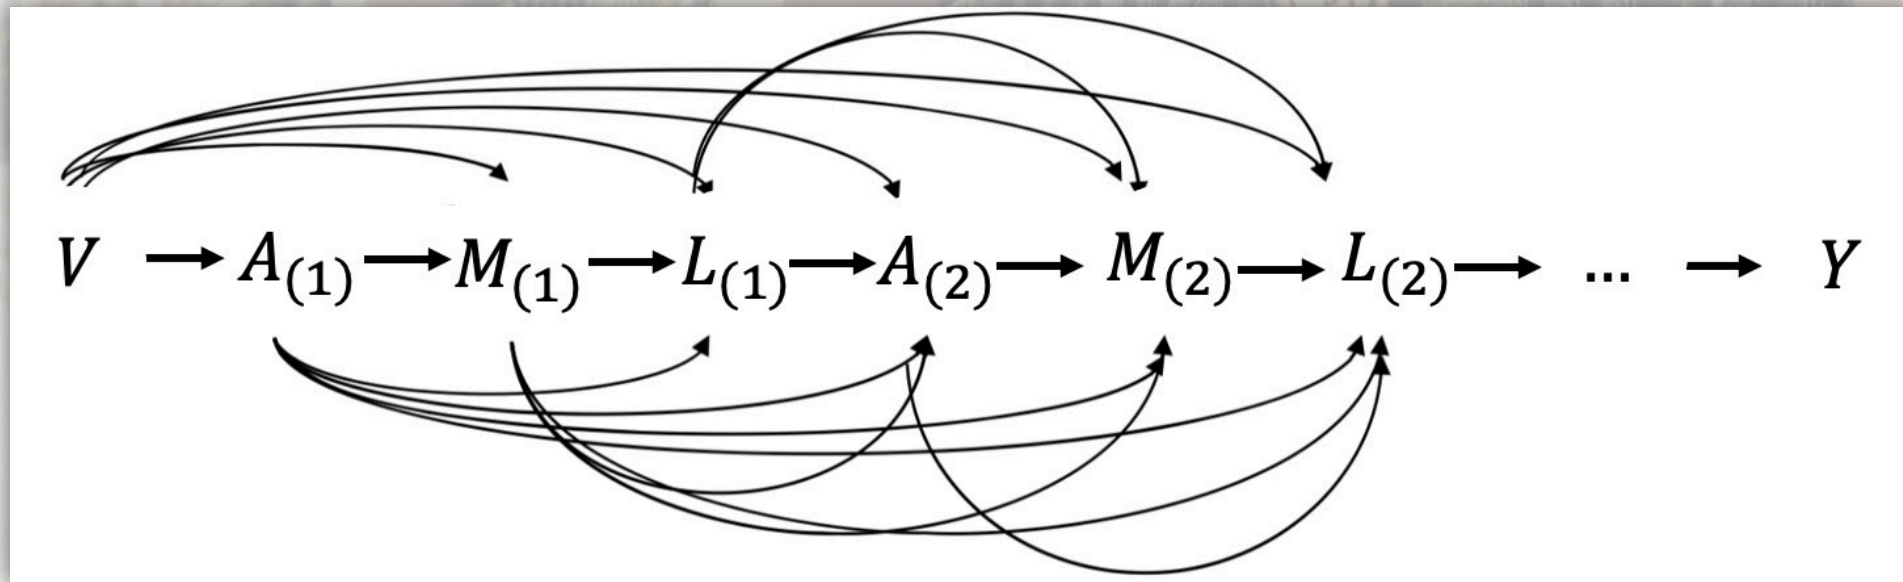 V → A(1) → M(1) → L(1) → A(2) → M(2) → L(2) → ... → Y